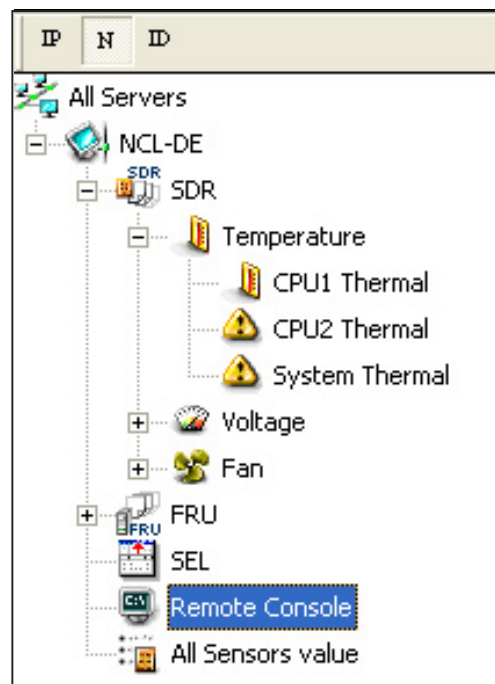 IP N ID
All Servers
NCL-DE
SDR SDR
Temperature
CPU1 Thermal
CPU2 Thermal
System Thermal
Voltage
Fan
FRU FRU
SEL
C:\ Remote Console
All Sensors value